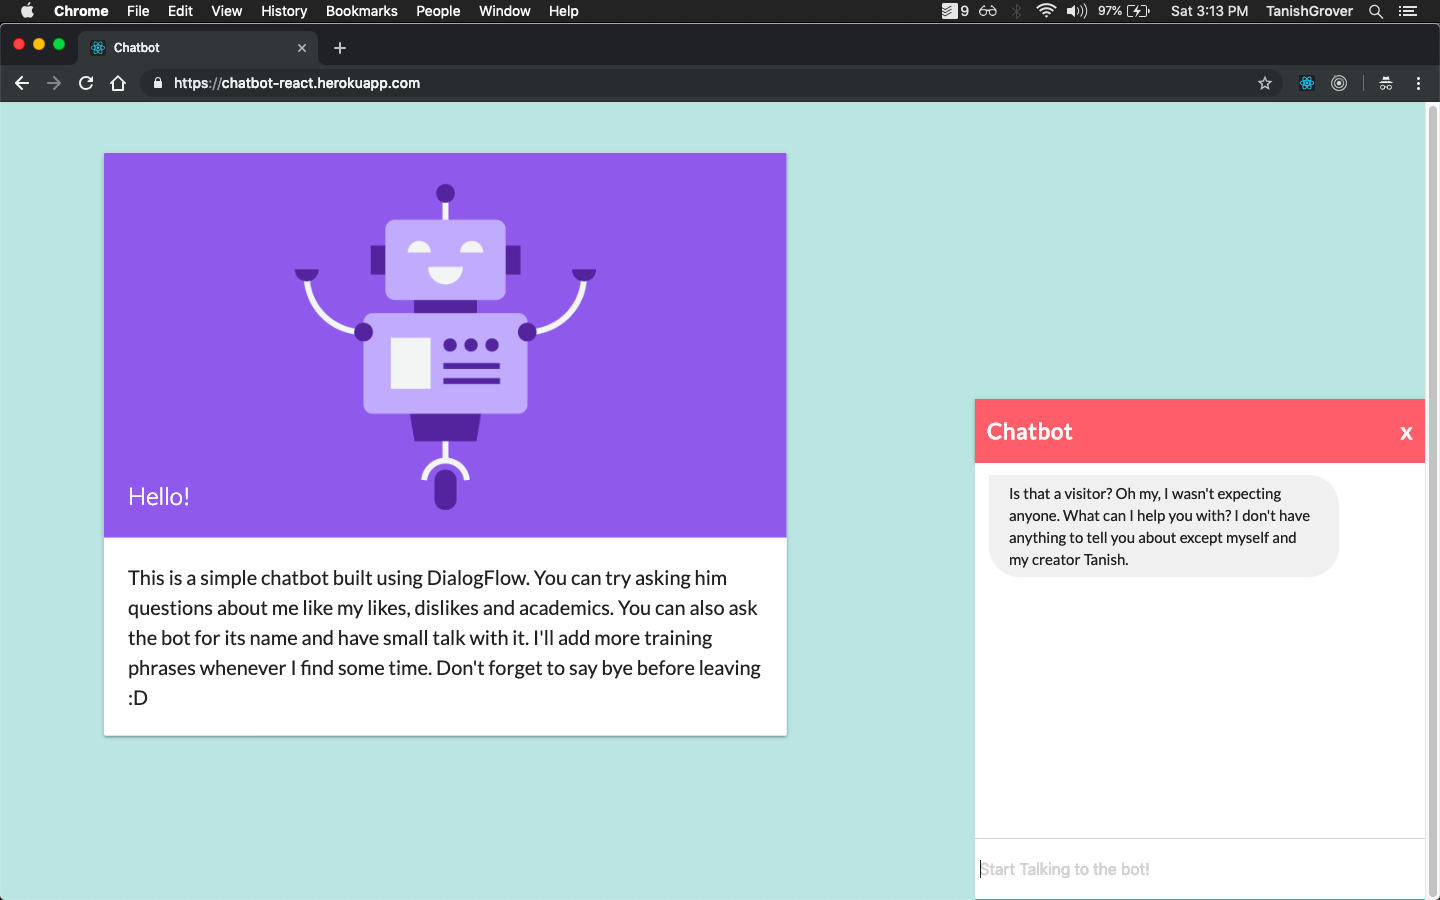 Chrome File Edit View History Bookmarks People Window Help 9 97% Sat 3:13 PM TanishGrover
Chatbot
https://chatbot-react.herokuapp.com
Hello!
This is a simple chatbot built using DialogFlow. You can try asking him
questions about me like my likes, dislikes and academics. You can also ask
the bot for its name and have small talk with it. I'll add more training
phrases whenever I find some time. Don't forget to say bye before leaving
:D
Chatbot x
Is that a visitor? Oh my, I wasn't expecting
anyone. What can I help you with? I don't have
anything to tell you about except myself and
my creator Tanish.
Start Talking to the bot!